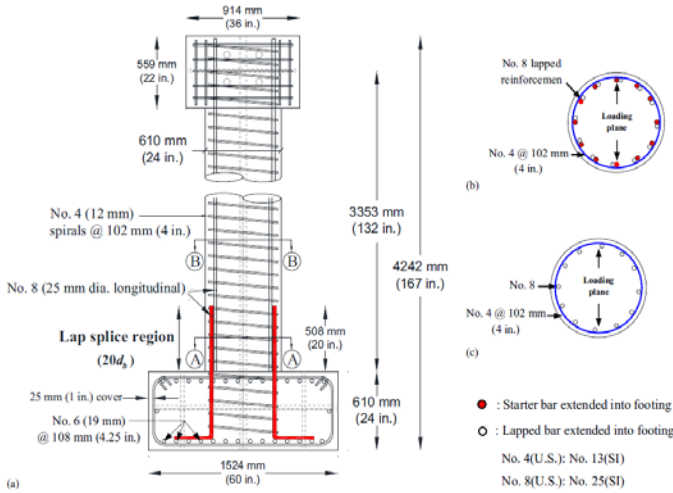 914 mm
(36 in.)
559 mm
(22 in.)
610 mm
(24 in.)
No. 4 (12 mm)
spirals @ 102 mm (4 in.)
B
B
No. 8 (25 mm dia. longitudinal)
Lap splice region
(20d_b)
A
A
508 mm
(20 in.)
3353 mm
(132 in.)
4242 mm
(167 in.)
25 mm (1 in.) cover
No. 6 (19 mm)
@ 108 mm (4.25 in.)
610 mm
(24 in.)
1524 mm
(60 in.)
(a)
No. 8 lapped
reinforcemen
Loading
plane
No. 4 @ 102 mm
(4 in.)
(b)
No. 8
Loading
plane
No. 4 @ 102 mm
(4 in.)
(c)
: Starter bar extended into footing
: Lapped bar extended into footing
No. 4(U.S.): No. 13(SI)
No. 8(U.S.): No. 25(SI)